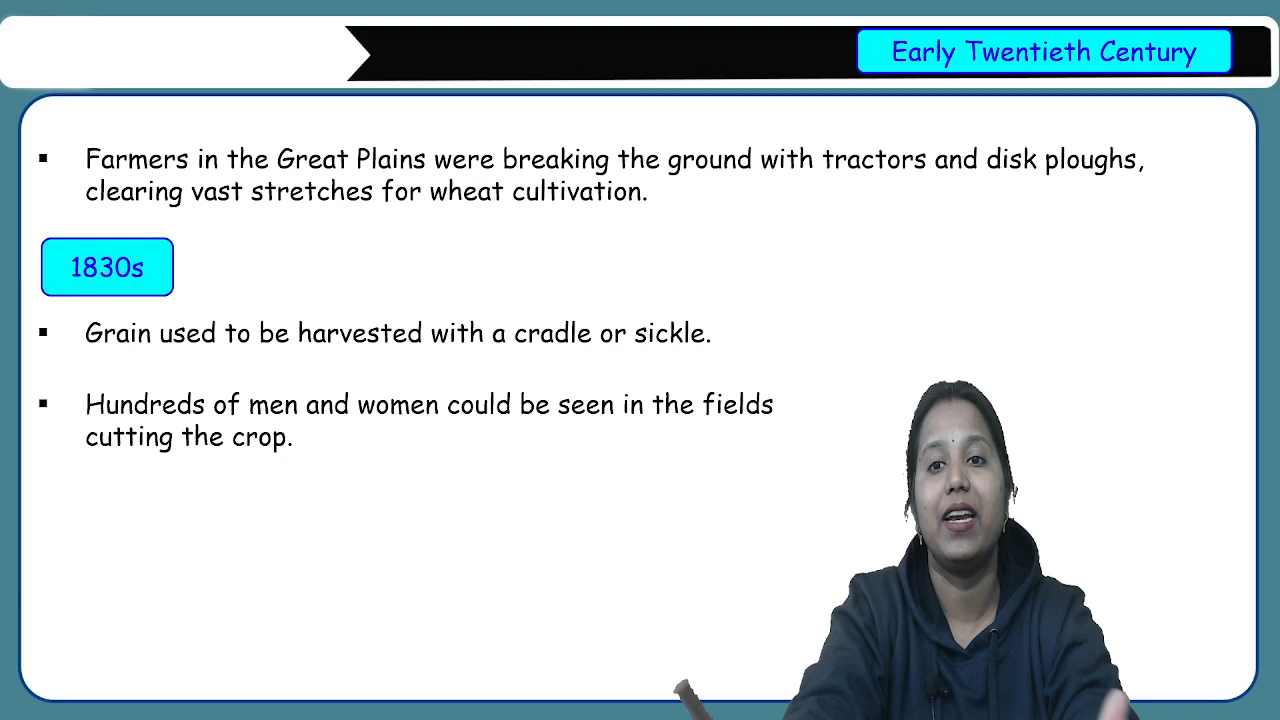 Early Twentieth Century
▪ Farmers in the Great Plains were breaking the ground with tractors and disk ploughs,
clearing vast stretches for wheat cultivation.
1830s
▪ Grain used to be harvested with a cradle or sickle.
▪ Hundreds of men and women could be seen in the fields
cutting the crop.